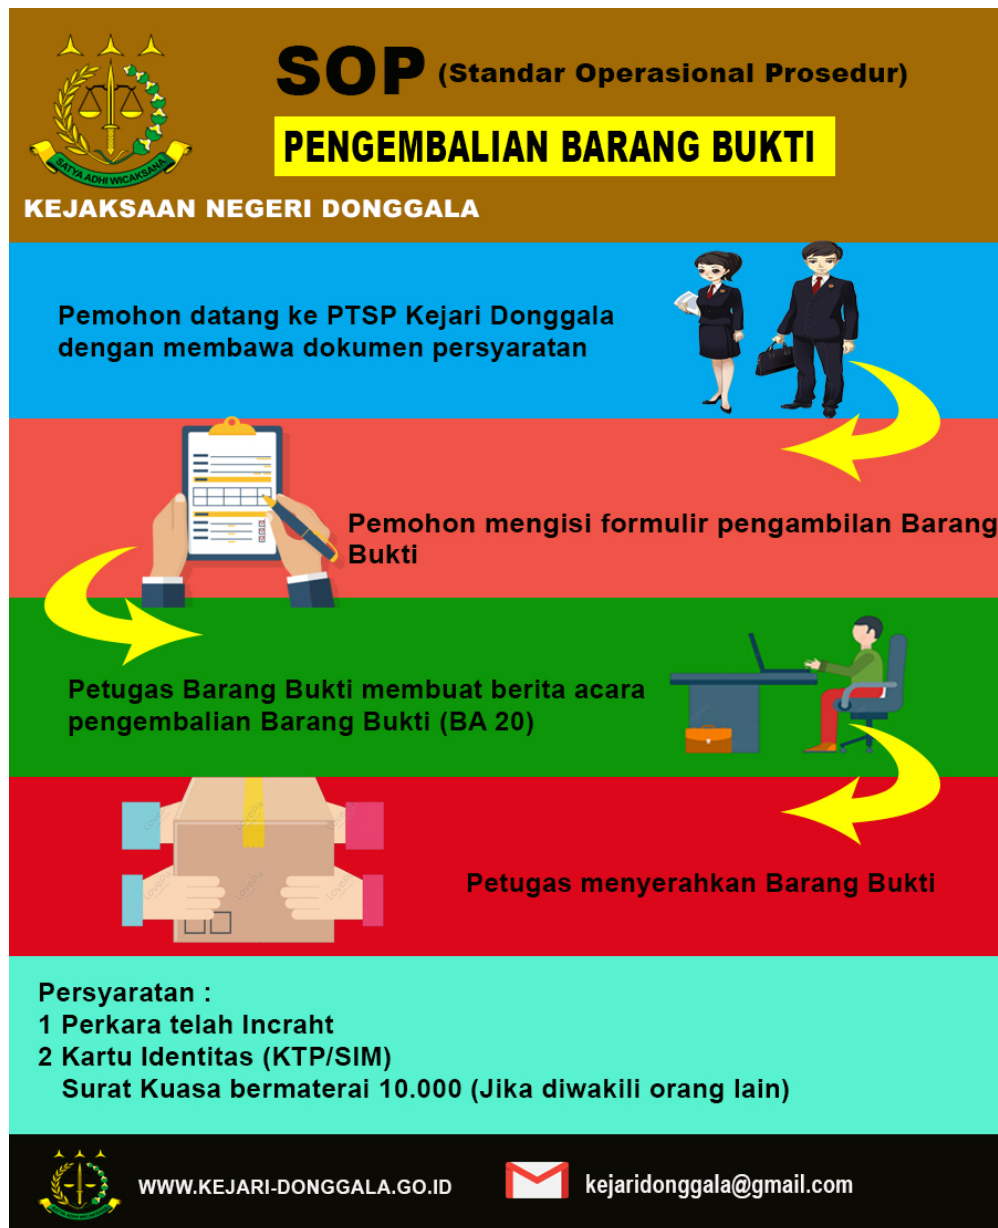 SOP (Standar Operasional Prosedur)
PENGEMBALIAN BARANG BUKTI
SATYA ADHI WICAKSANA
KEJAKSAAN NEGERI DONGGALA
Pemohon datang ke PTSP Kejari Donggala
dengan membawa dokumen persyaratan
Pemohon mengisi formulir pengambilan Barang
Bukti
Petugas Barang Bukti membuat berita acara
pengembalian Barang Bukti (BA 20)
Petugas menyerahkan Barang Bukti
Persyaratan :
1 Perkara telah Incraht
2 Kartu Identitas (KTP/SIM)
Surat Kuasa bermaterai 10.000 (Jika diwakili orang lain)
WWW.KEJARI-DONGGALA.GO.ID
kejaridonggala@gmail.com